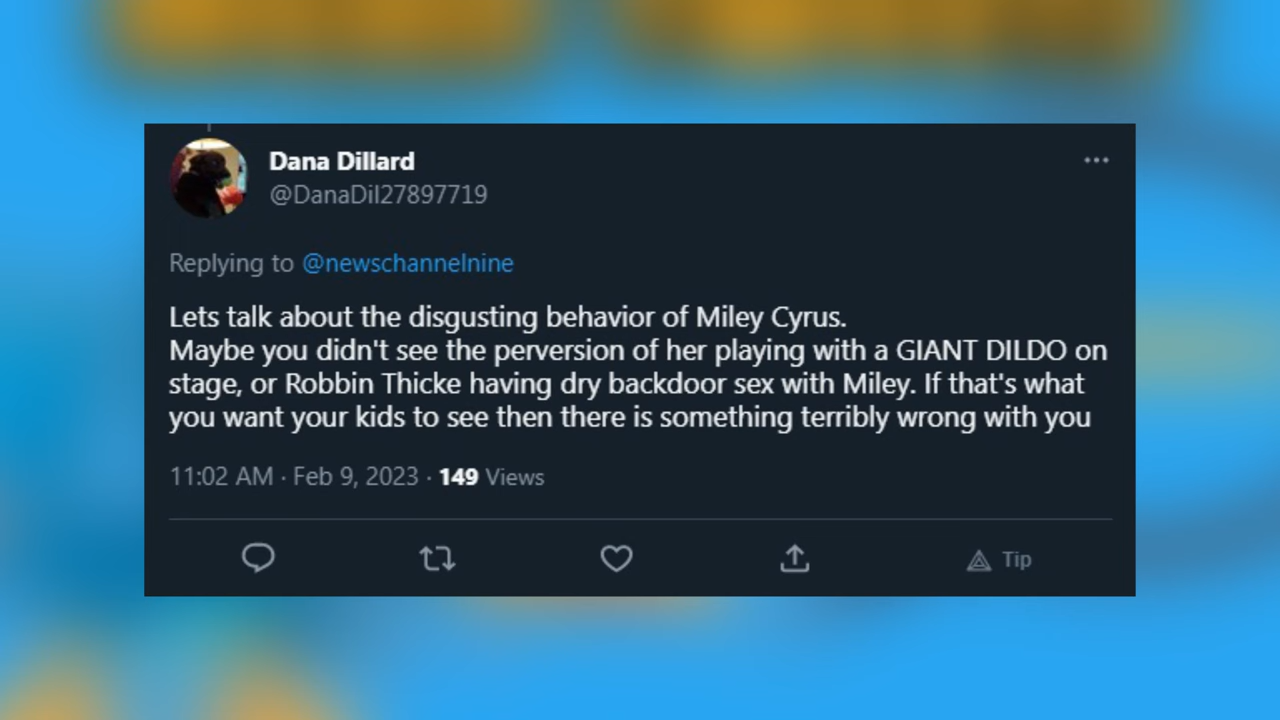 Dana Dillard
@DanaDil27897719
Replying to @newschannelnine
Lets talk about the disgusting behavior of Miley Cyrus.
Maybe you didn't see the perversion of her playing with a GIANT DILDO on
stage, or Robbin Thicke having dry backdoor sex with Miley. If that's what
you want your kids to see then there is something terribly wrong with you
11:02 AM · Feb 9, 2023 · 149 Views
Tip